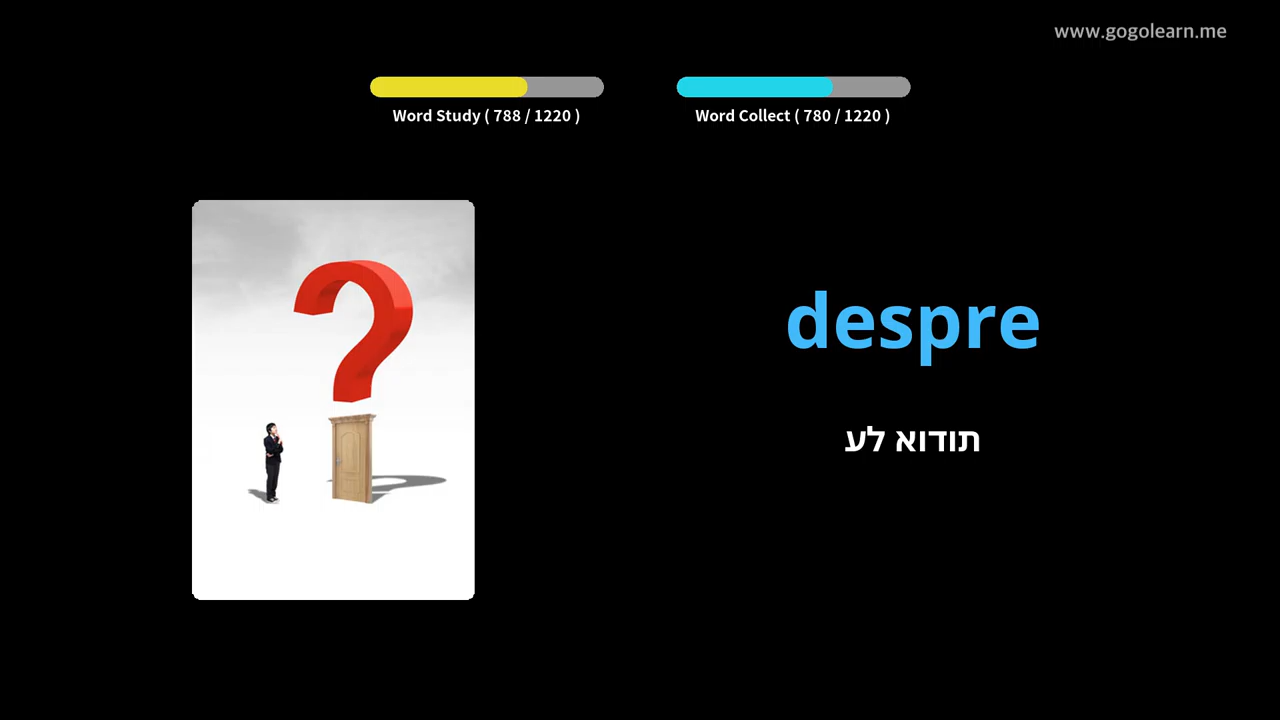 www.gogolearn.me
Word Study ( 788 / 1220 )
Word Collect ( 780 / 1220 )
despre
תודוא לע